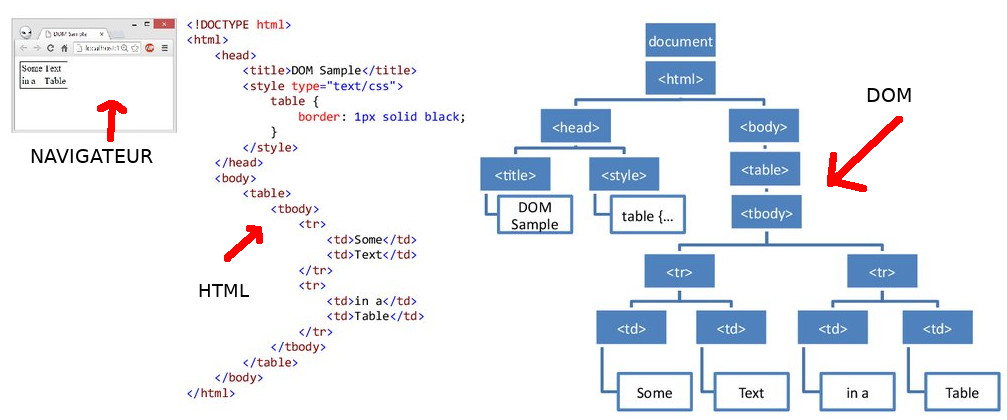 DOM Sample
localhost:1
Some Text
in a Table
NAVIGATEUR
<!DOCTYPE html>
<html>
<head>
<title>DOM Sample</title>
<style type="text/css">
table {
border: 1px solid black;
}
</style>
</head>
<body>
<table>
<tbody>
<tr>
<td>Some</td>
<td>Text</td>
</tr>
<tr>
<td>in a</td>
<td>Table</td>
</tr>
</tbody>
</table>
</body>
</html>
HTML
DOM
document
<html>
<head>
<body>
<title>
<style>
<table>
DOM
Sample
table {...
<tbody>
<tr>
<tr>
<td>
<td>
<td>
<td>
Some
Text
in a
Table